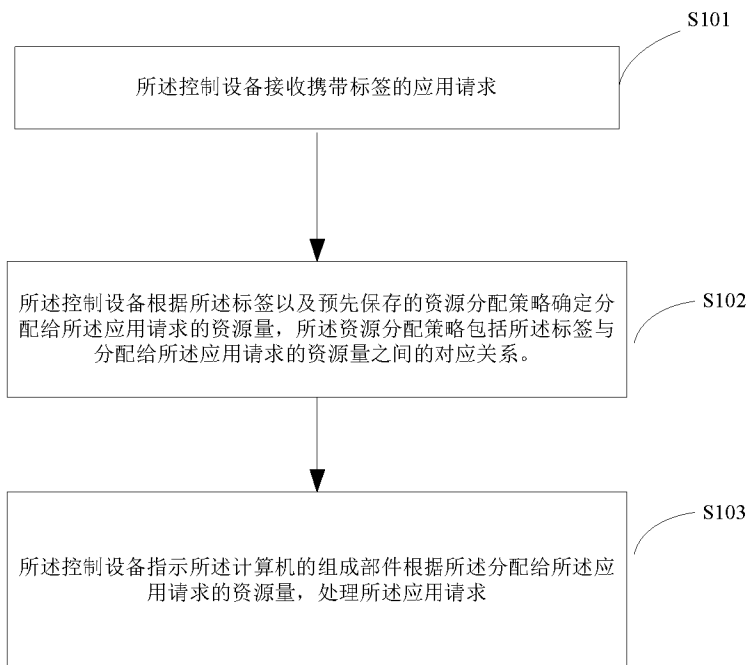 S101
所述控制设备接收携带标签的应用请求
S102
所述控制设备根据所述标签以及预先保存的资源分配策略确定分
配给所述应用请求的资源量，所述资源分配策略包括所述标签与
分配给所述应用请求的资源量之间的对应关系。
S103
所述控制设备指示所述计算机的组成部件根据所述分配给所述应
用请求的资源量，处理所述应用请求